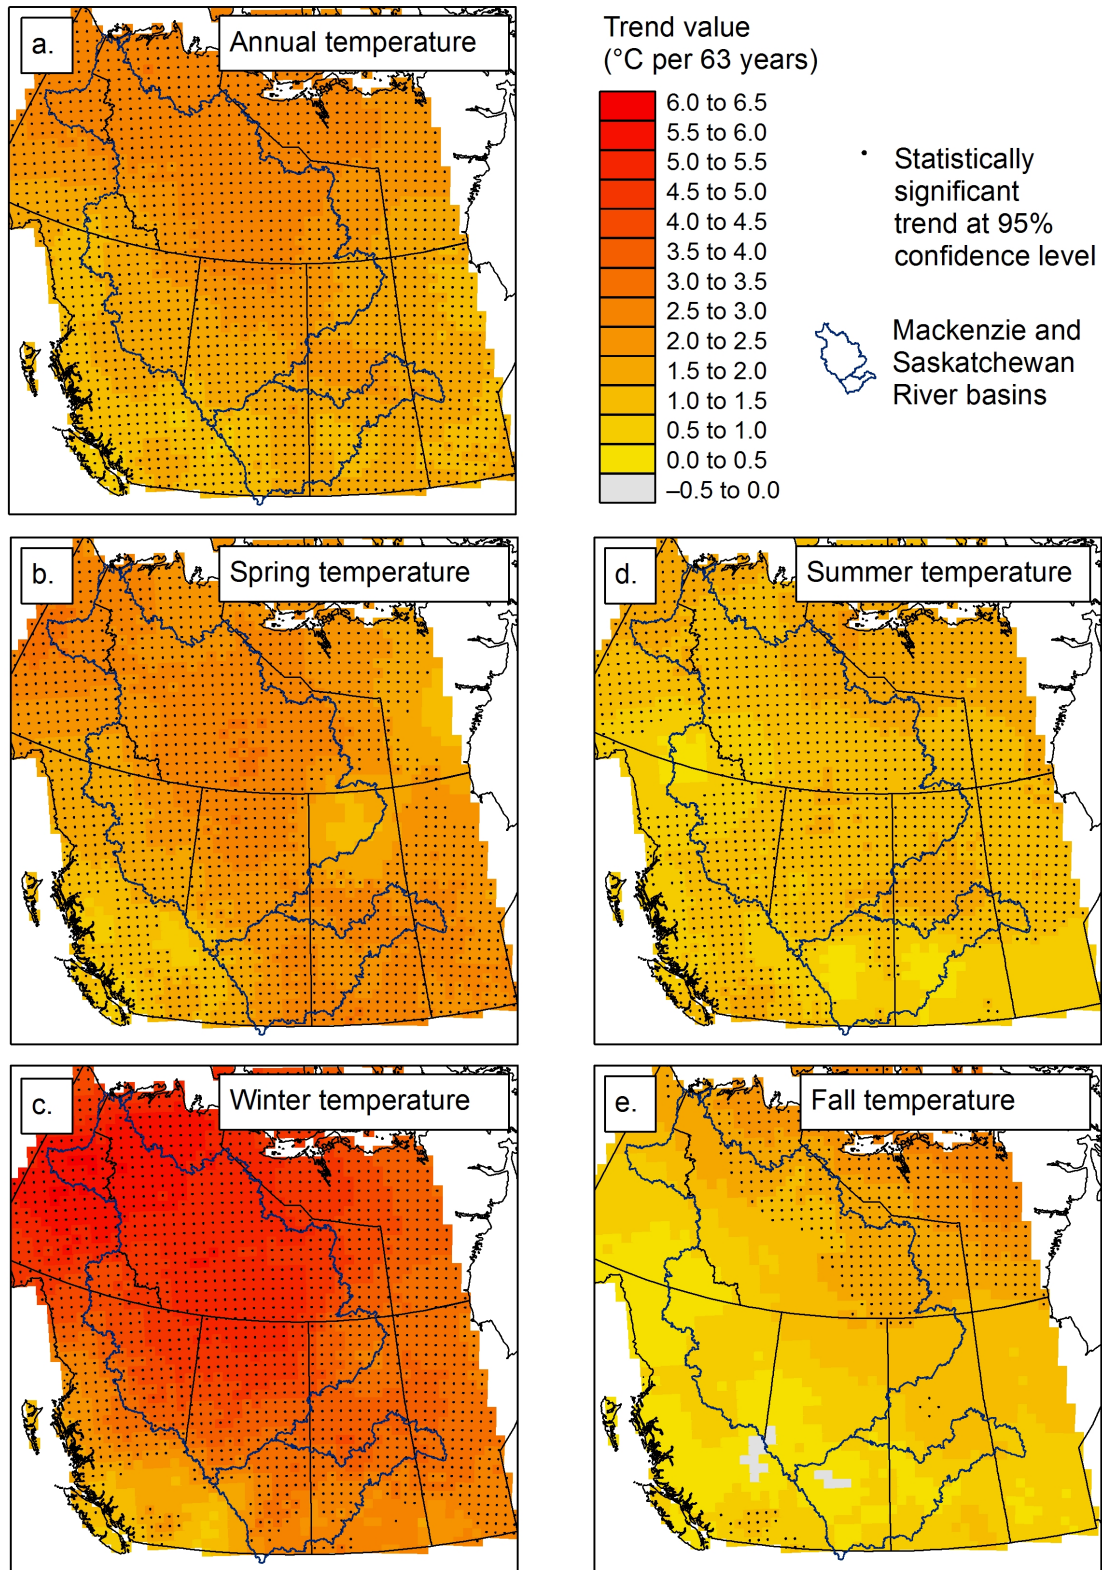 a.
Annual temperature
Trend value
(°C per 63 years)
6.0 to 6.5
5.5 to 6.0
5.0 to 5.5
4.5 to 5.0
4.0 to 4.5
3.5 to 4.0
3.0 to 3.5
2.5 to 3.0
2.0 to 2.5
1.5 to 2.0
1.0 to 1.5
0.5 to 1.0
0.0 to 0.5
–0.5 to 0.0
Statistically
significant
trend at 95%
confidence level
Mackenzie and
Saskatchewan
River basins
b.
Spring temperature
d.
Summer temperature
c.
Winter temperature
e.
Fall temperature